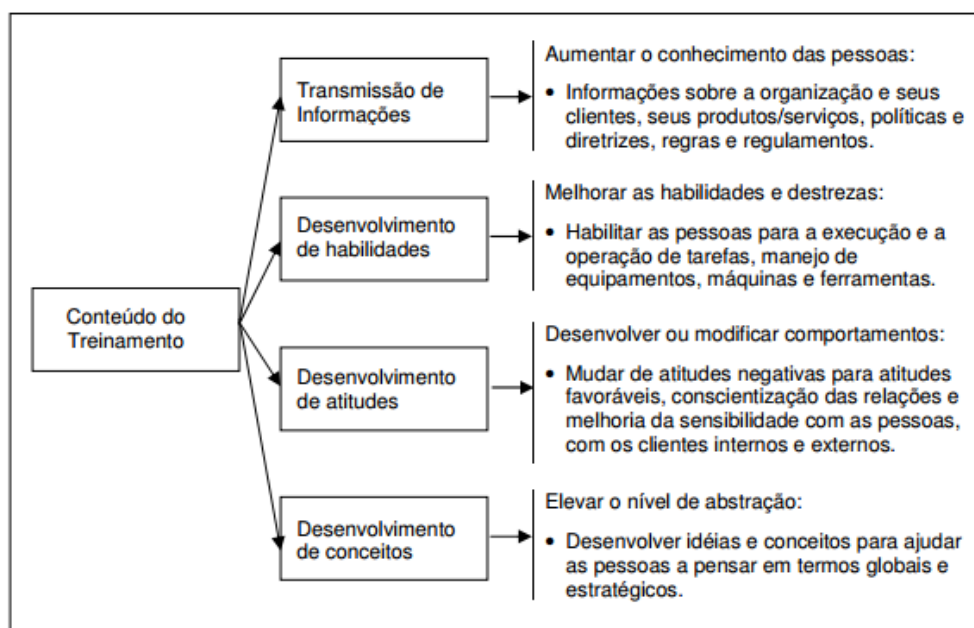 Conteúdo do
Treinamento
Transmissão de
Informações
Aumentar o conhecimento das pessoas:
• Informações sobre a organização e seus
clientes, seus produtos/serviços, políticas e
diretrizes, regras e regulamentos.
Desenvolvimento
de habilidades
Melhorar as habilidades e destrezas:
• Habilitar as pessoas para a execução e a
operação de tarefas, manejo de
equipamentos, máquinas e ferramentas.
Desenvolvimento
de atitudes
Desenvolver ou modificar comportamentos:
• Mudar de atitudes negativas para atitudes
favoráveis, conscientização das relações e
melhoria da sensibilidade com as pessoas,
com os clientes internos e externos.
Desenvolvimento
de conceitos
Elevar o nível de abstração:
• Desenvolver idéias e conceitos para ajudar
as pessoas a pensar em termos globais e
estratégicos.